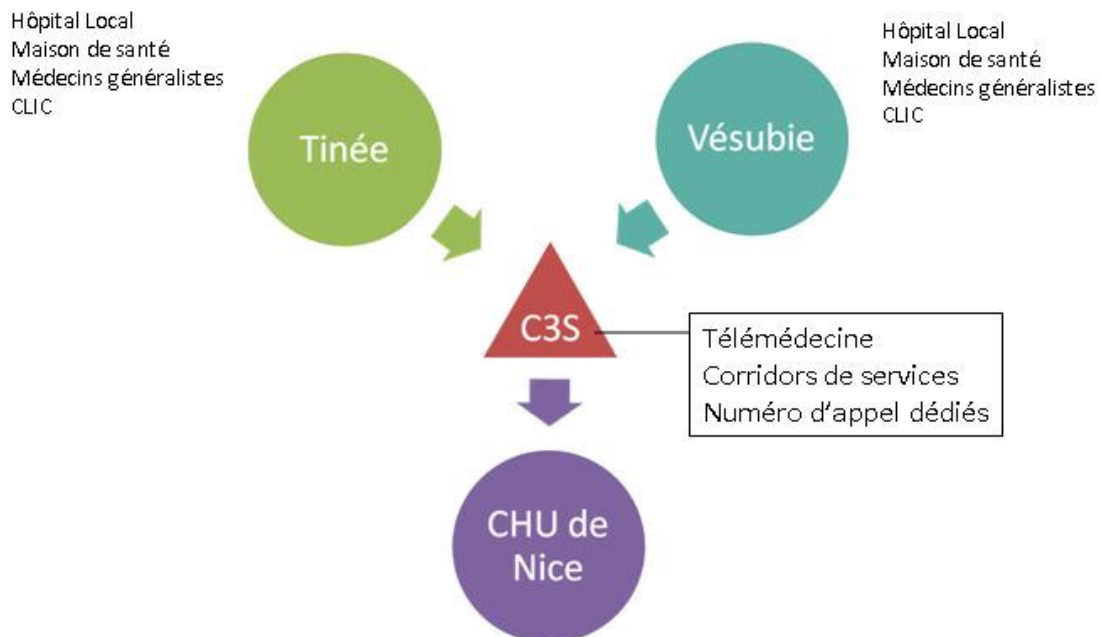 Hôpital Local
Maison de santé
Médecins généralistes
CLIC
Tinée
Vésubie
Hôpital Local
Maison de santé
Médecins généralistes
CLIC
C3S
Télémédecine
Corridors de services
Numéro d'appel dédiés
CHU de
Nice